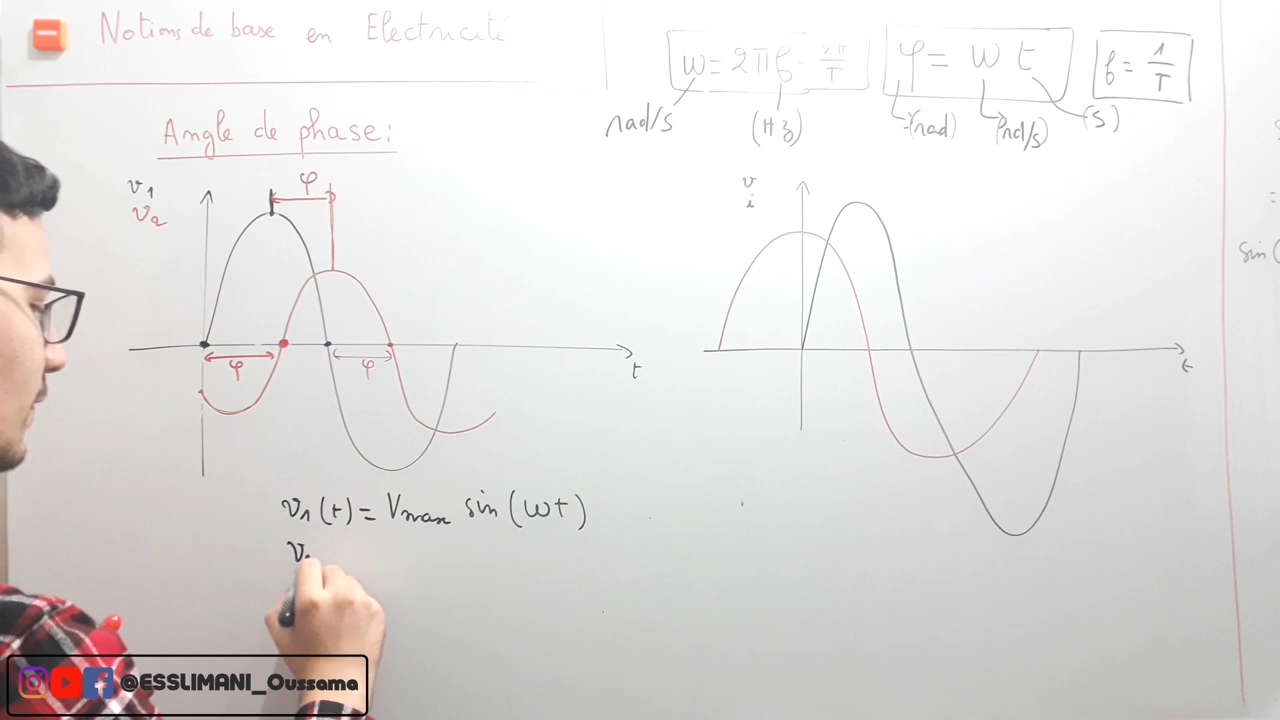 Notions de base en Electricité
ω = 2πf = 2π/T
φ = ω t
f = 1/T
rad/s
(Hz)
(rad)
(rad/s)
(s)
Angle de phase:
v1
v2
φ
φ
φ
t
v1(t) = Vmax sin(ωt)
v
v
i
t
=
sin(
@ESSLIMANI_Oussama